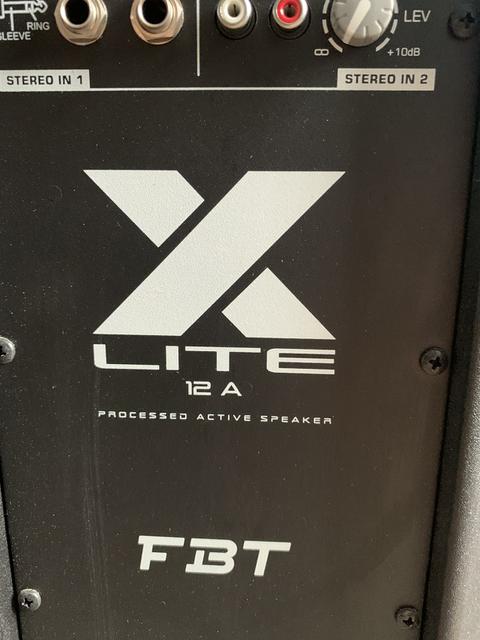 RING
SLEEVE
LEV
∞
+10dB
STEREO IN 1
STEREO IN 2
X
LITE
12 A
PROCESSED ACTIVE SPEAKER
FBT